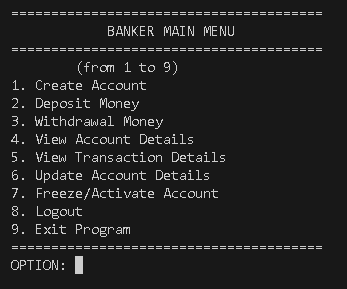 =======================================
BANKER MAIN MENU
=======================================
(from 1 to 9)
1. Create Account
2. Deposit Money
3. Withdrawal Money
4. View Account Details
5. View Transaction Details
6. Update Account Details
7. Freeze/Activate Account
8. Logout
9. Exit Program
=======================================
OPTION: